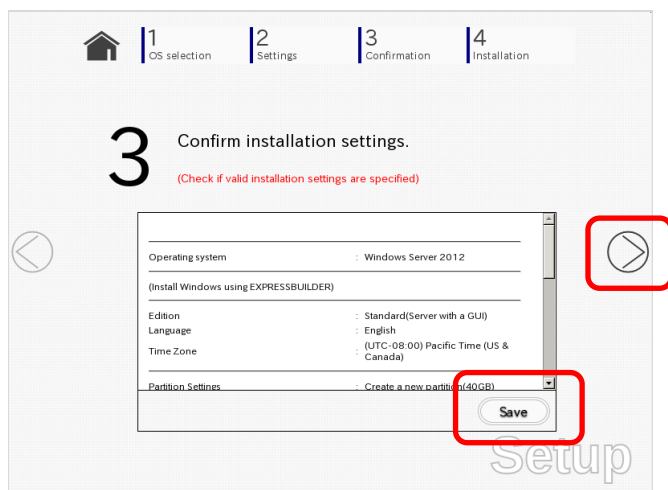 1 2 3 4
OS selection Settings Confirmation Installation
3 Confirm installation settings.
(Check if valid installation settings are specified)
Operating system : Windows Server 2012
(Install Windows using EXPRESSBUILDER)
Edition : Standard(Server with a GUI)
Language : English
Time Zone : (UTC-08:00) Pacific Time (US &
Canada)
Partition Settings : Create a new partition(40GB)
Save
Setup